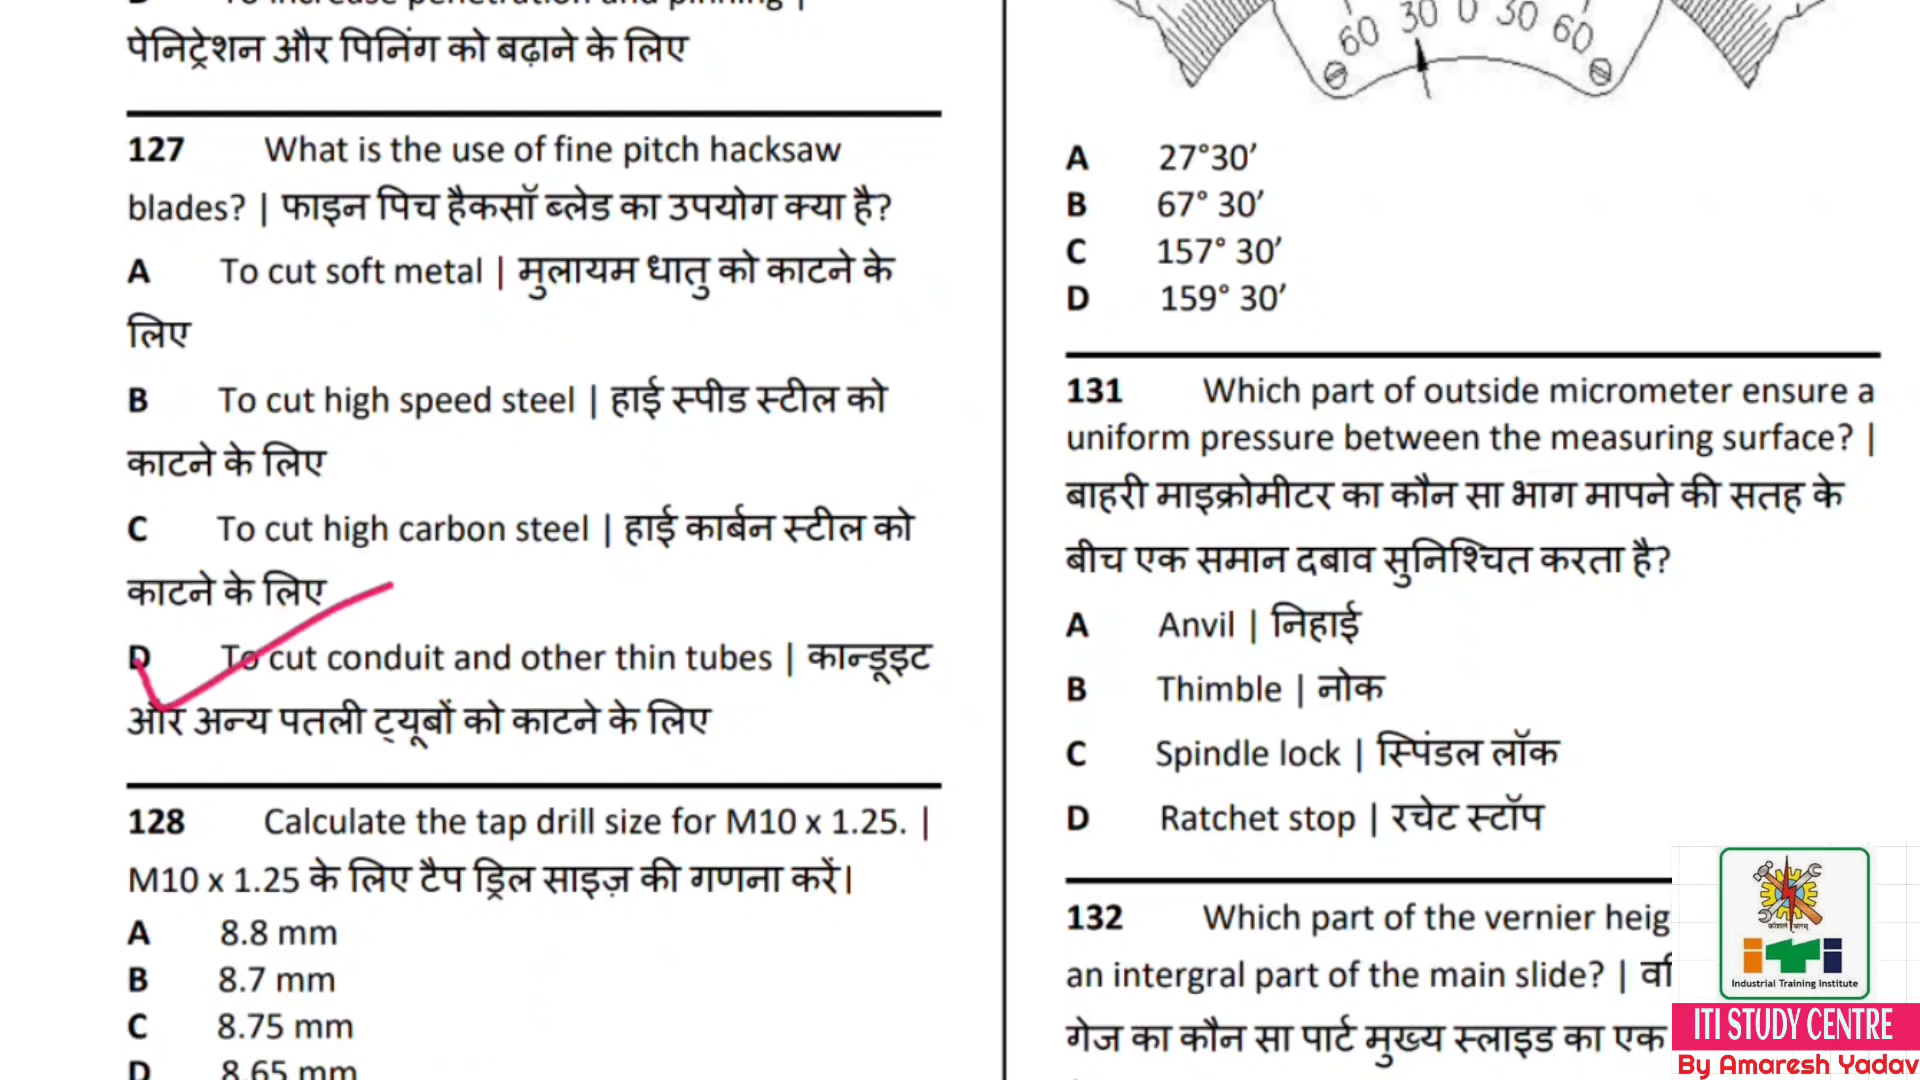 D To increase penetration and pinning |
पेनिट्रेशन और पिनिंग को बढ़ाने के लिए
127 What is the use of fine pitch hacksaw
blades? | फाइन पिच हैकसॉ ब्लेड का उपयोग क्या है?
A To cut soft metal | मुलायम धातु को काटने के
लिए
B To cut high speed steel | हाई स्पीड स्टील को
काटने के लिए
C To cut high carbon steel | हाई कार्बन स्टील को
काटने के लिए
D To cut conduit and other thin tubes | कान्डूइट
और अन्य पतली ट्यूबों को काटने के लिए
128 Calculate the tap drill size for M10 x 1.25. |
M10 x 1.25 के लिए टैप ड्रिल साइज़ की गणना करें|
A 8.8 mm
B 8.7 mm
C 8.75 mm
D 8.65 mm
60 30 0 30 60
A 27°30’
B 67° 30’
C 157° 30’
D 159° 30’
131 Which part of outside micrometer ensure a
uniform pressure between the measuring surface? |
बाहरी माइक्रोमीटर का कौन सा भाग मापने की सतह के
बीच एक समान दबाव सुनिश्चित करता है?
A Anvil | निहाई
B Thimble | नोक
C Spindle lock | स्पिंडल लॉक
D Ratchet stop | रचेट स्टॉप
132 Which part of the vernier heig
an intergral part of the main slide? |
गेज का कौन सा पार्ट मुख्य स्लाइड का एक
iti
Industrial Training Institute
ITI STUDY CENTRE
By Amaresh Yadav